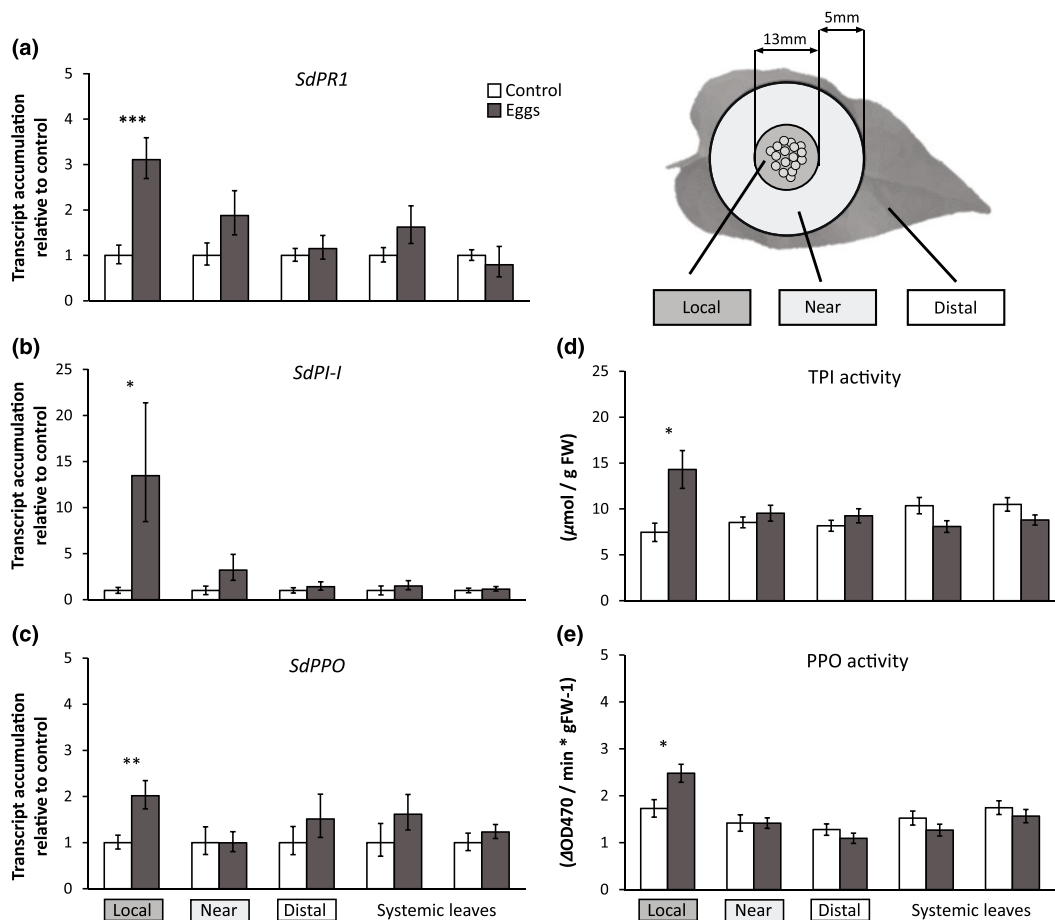 (a)
SdPR1
Transcript accumulation
relative to control
5
4
3
2
1
0
***
Control
Eggs
5mm
13mm
Local
Near
Distal
(b)
SdPI-I
Transcript accumulation
relative to control
25
20
15
10
5
0
*
(d)
TPI activity
(µmol / g FW)
25
20
15
10
5
0
*
(c)
SdPPO
Transcript accumulation
relative to control
5
4
3
2
1
0
**
Local
Near
Distal
Systemic leaves
(e)
PPO activity
(ΔOD470 / min * gFW-1)
5
4
3
2
1
0
*
Local
Near
Distal
Systemic leaves